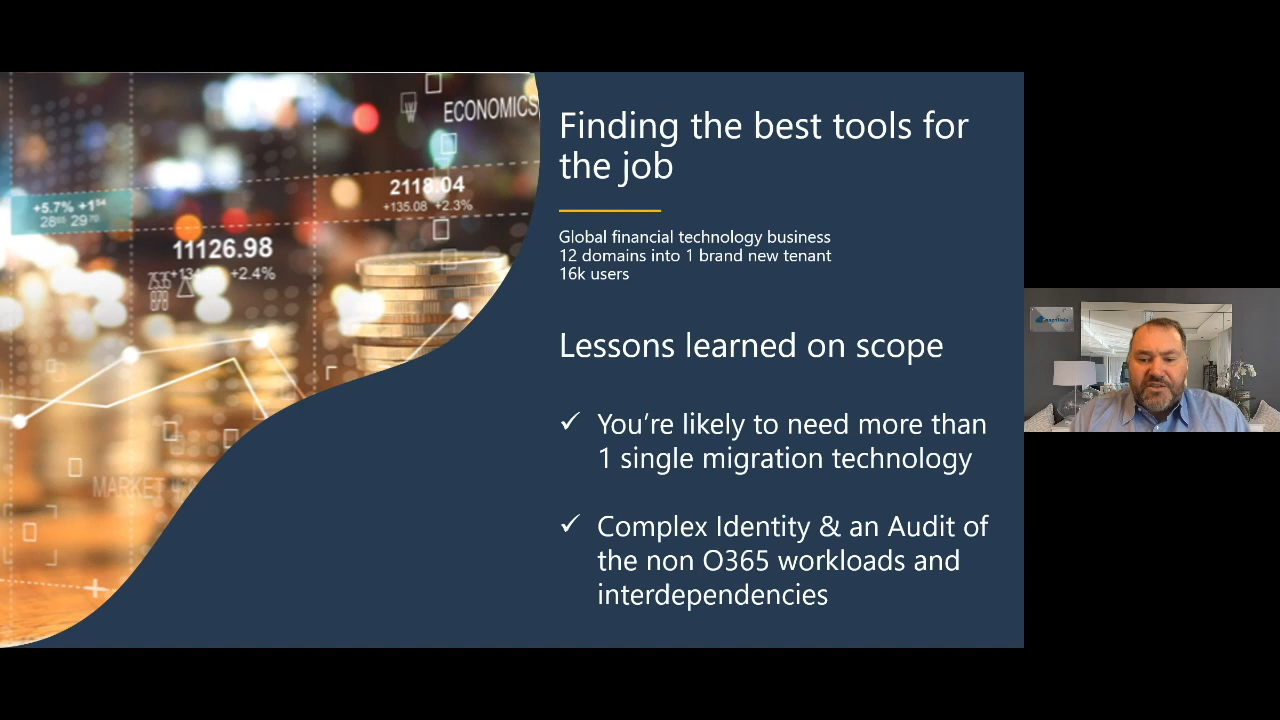 ECONOMICS
2118.04
+135.08 +2.3%
+5.7% +1⁵⁴
11126.98
+2.4%
MARKET
Finding the best tools for
the job
Global financial technology business
12 domains into 1 brand new tenant
16k users
Lessons learned on scope
✓ You’re likely to need more than
1 single migration technology
✓ Complex Identity & an Audit of
the non O365 workloads and
interdependencies